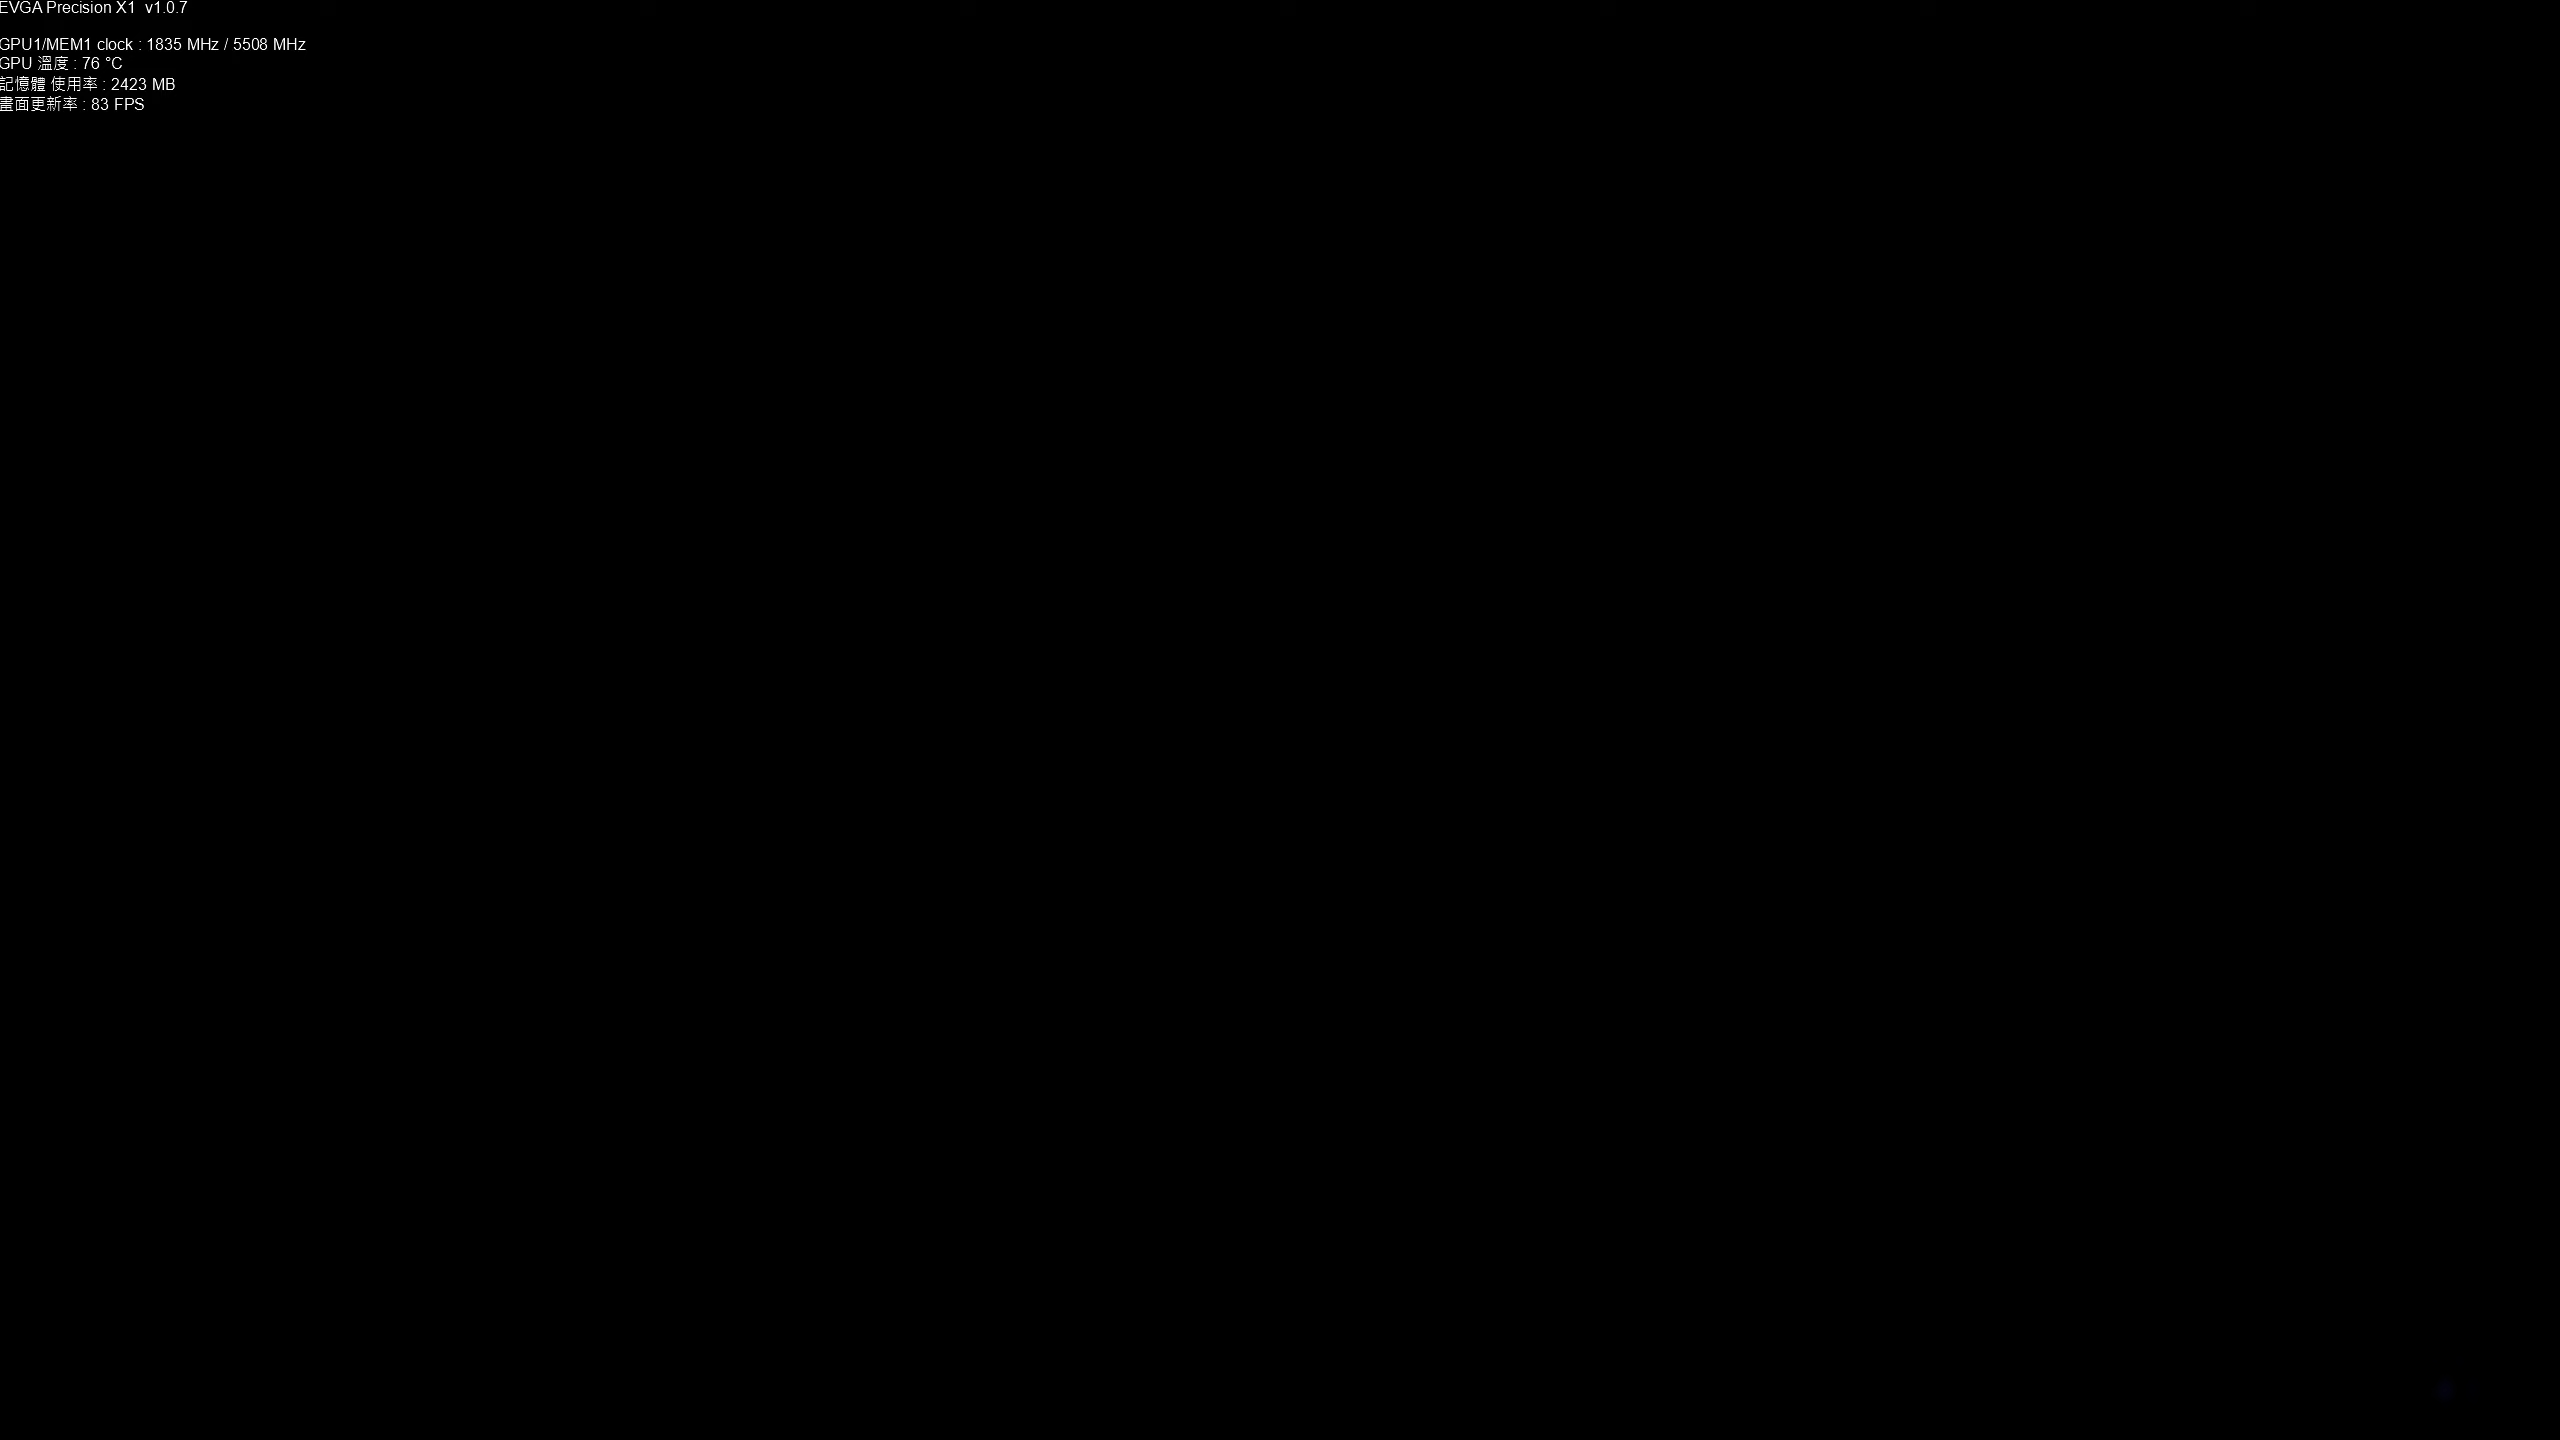 EVGA Precision X1 v1.0.7
GPU1/MEM1 clock : 1835 MHz / 5508 MHz
GPU 溫度 : 76 °C
記憶體 使用率 : 2423 MB
畫面更新率 : 83 FPS